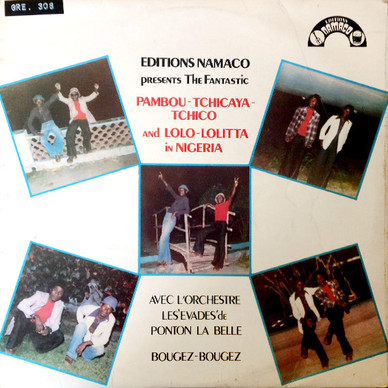 GRE. 306
EDITIONS
NAMACO
EDITIONS NAMACO
PRESENTS THE FANTASTIC
PAMBOU-TCHICAYA-
TCHICO
AND LOLO-LOLITTA
IN NIGERIA
AVEC L'ORCHESTRE
LES'EVADES'de
PONTON LA BELLE
BOUGEZ-BOUGEZ